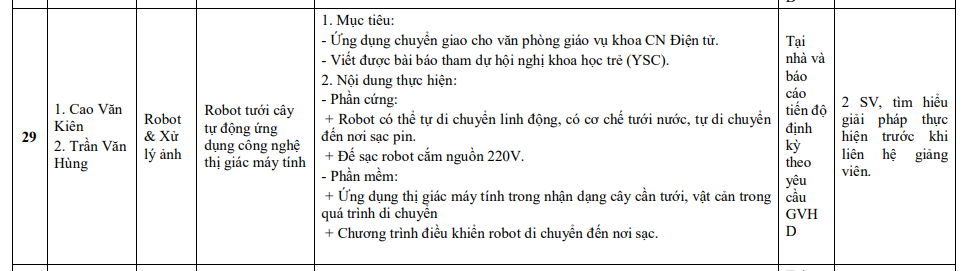 D
29
1. Cao Văn
Kiên
2. Trần Văn
Hùng
Robot
& Xử
lý ảnh
Robot tưới cây
tự động ứng
dụng công nghệ
thị giác máy tính
1. Mục tiêu:
- Ứng dụng chuyển giao cho văn phòng giáo vụ khoa CN Điện tử.
- Viết được bài báo tham dự hội nghị khoa học trẻ (YSC).
2. Nội dung thực hiện:
- Phần cứng:
+ Robot có thể tự di chuyển linh động, có cơ chế tưới nước, tự di chuyển
đến nơi sạc pin.
+ Đế sạc robot cắm nguồn 220V.
- Phần mềm:
+ Ứng dụng thị giác máy tính trong nhận dạng cây cần tưới, vật cản trong
quá trình di chuyển
+ Chương trình điều khiển robot di chuyển đến nơi sạc.
Tại
nhà và
báo
cáo
tiến độ
định
kỳ
theo
yêu
cầu
GVH
D
2 SV, tìm hiểu
giải pháp thực
hiện trước khi
liên hệ giảng
viên.